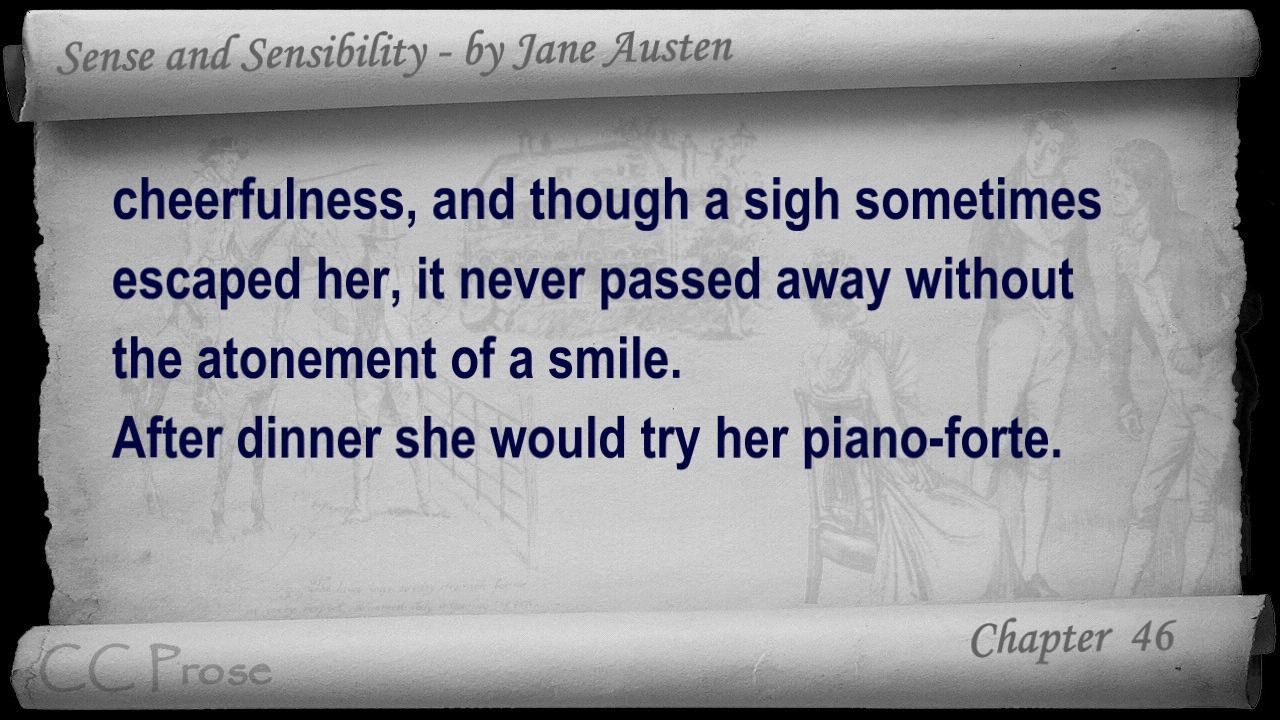 Sense and Sensibility - by Jane Austen
cheerfulness, and though a sigh sometimes
escaped her, it never passed away without
the atonement of a smile.
After dinner she would try her piano-forte.
Chapter 46
CC Prose